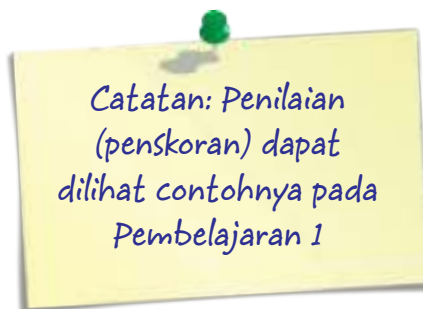 Catatan: Penilaian
(penskoran) dapat
dilihat contohnya pada
Pembelajaran 1